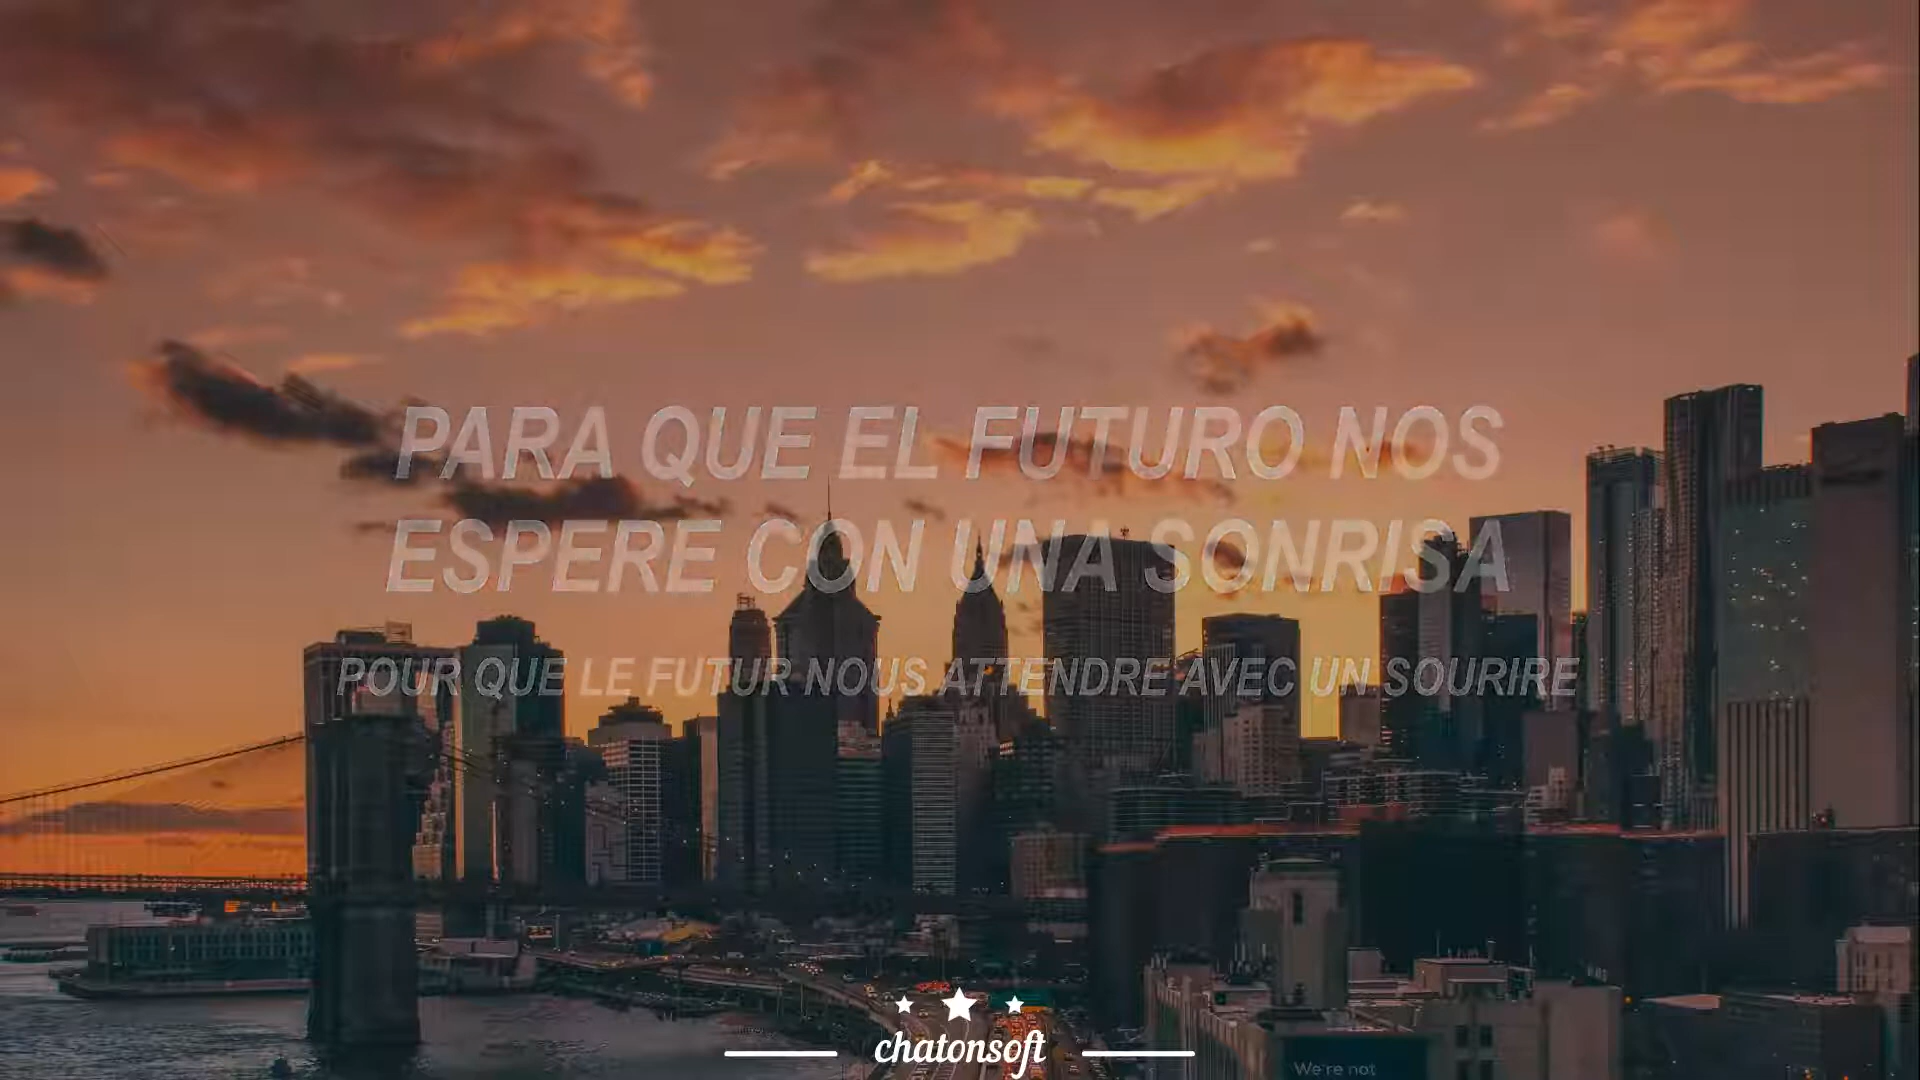 PARA QUE EL FUTURO NOS
ESPERE CON UNA SONRISA
POUR QUE LE FUTUR NOUS ATTENDRE AVEC UN SOURIRE
chatonsoft
We're not